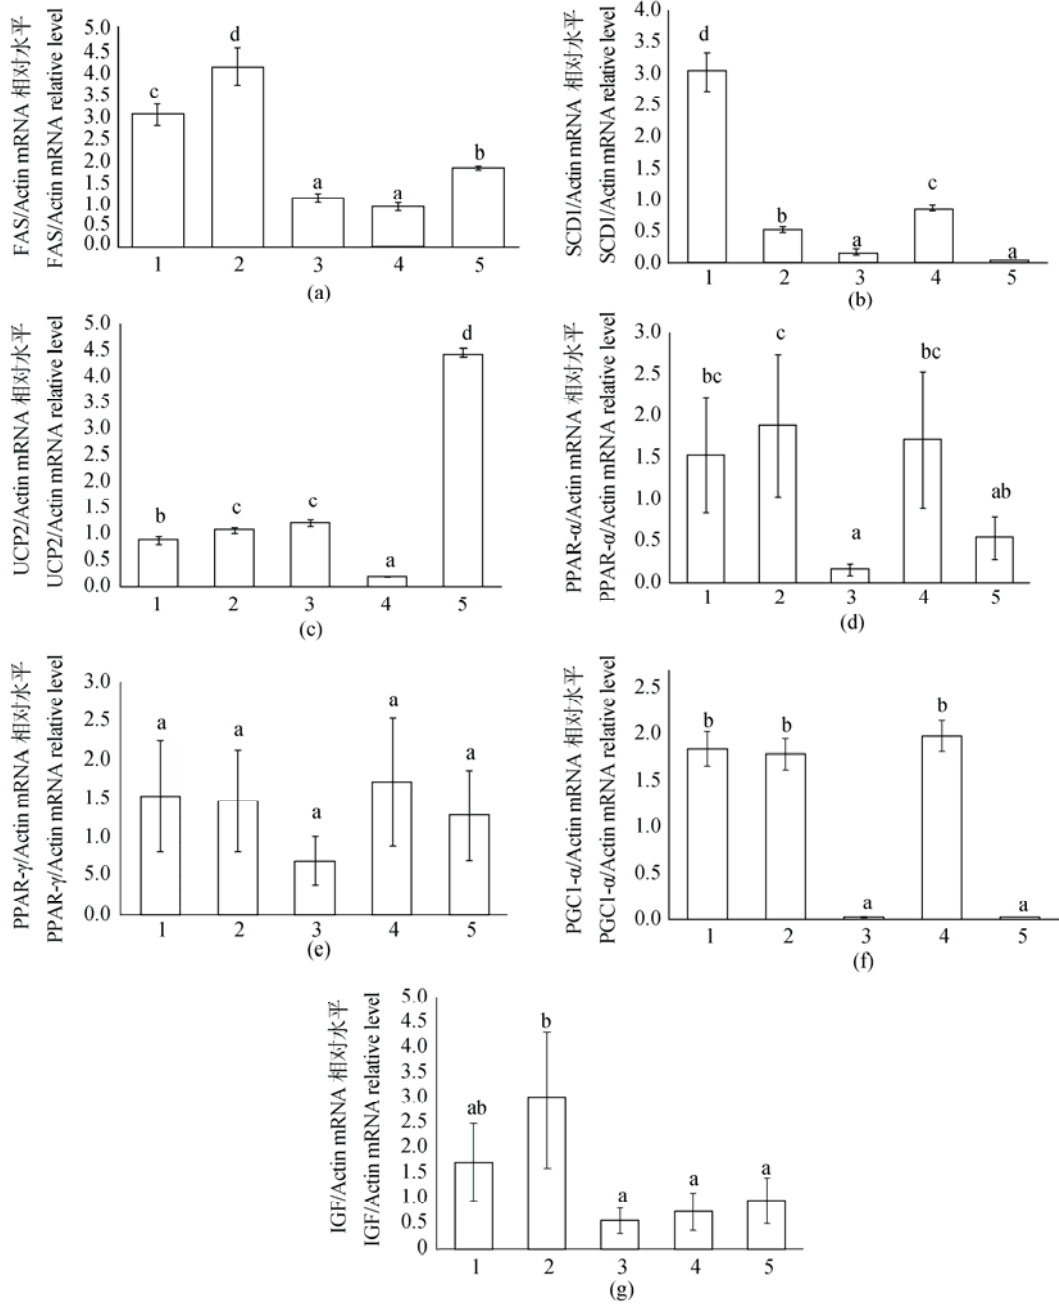 FAS/Actin mRNA 相对水平
FAS/Actin mRNA relative level
5.0
4.5
4.0
3.5
3.0
2.5
2.0
1.5
1.0
0.5
0.0
c
d
a
a
b
1 2 3 4 5
(a)
SCD1/Actin mRNA 相对水平
SCD1/Actin mRNA relative level
4.0
3.5
3.0
2.5
2.0
1.5
1.0
0.5
0.0
d
b
a
c
a
1 2 3 4 5
(b)
UCP2/Actin mRNA 相对水平
UCP2/Actin mRNA relative level
5.0
4.5
4.0
3.5
3.0
2.5
2.0
1.5
1.0
0.5
0.0
b
c
c
a
d
1 2 3 4 5
(c)
PPAR-α/Actin mRNA 相对水平
PPAR-α/Actin mRNA relative level
3.0
2.5
2.0
1.5
1.0
0.5
0.0
bc
c
a
bc
ab
1 2 3 4 5
(d)
PPAR-γ/Actin mRNA 相对水平
PPAR-γ/Actin mRNA relative level
3.0
2.5
2.0
1.5
1.0
5.0
0.0
a
a
a
a
a
1 2 3 4 5
(e)
PGC1-α/Actin mRNA 相对水平
PGC1-α/Actin mRNA relative level
2.5
2.0
1.5
1.0
0.0
b
b
a
b
a
1 2 3 4 5
(f)
IGF/Actin mRNA 相对水平
IGF/Actin mRNA relative level
5.0
4.5
4.0
3.5
3.0
2.5
2.0
1.5
1.0
0.5
0
ab
b
a
a
a
1 2 3 4 5
(g)